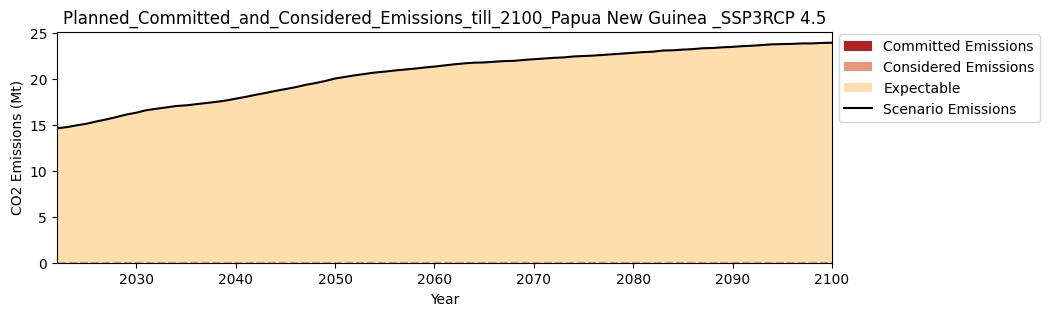 Planned_Committed_and_Considered_Emissions_till_2100_Papua New Guinea _SSP3RCP 4.5
25
20
15
10
5
0
CO2 Emissions (Mt)
2030 2040 2050 2060 2070 2080 2090 2100
Year
Committed Emissions
Considered Emissions
Expectable
Scenario Emissions